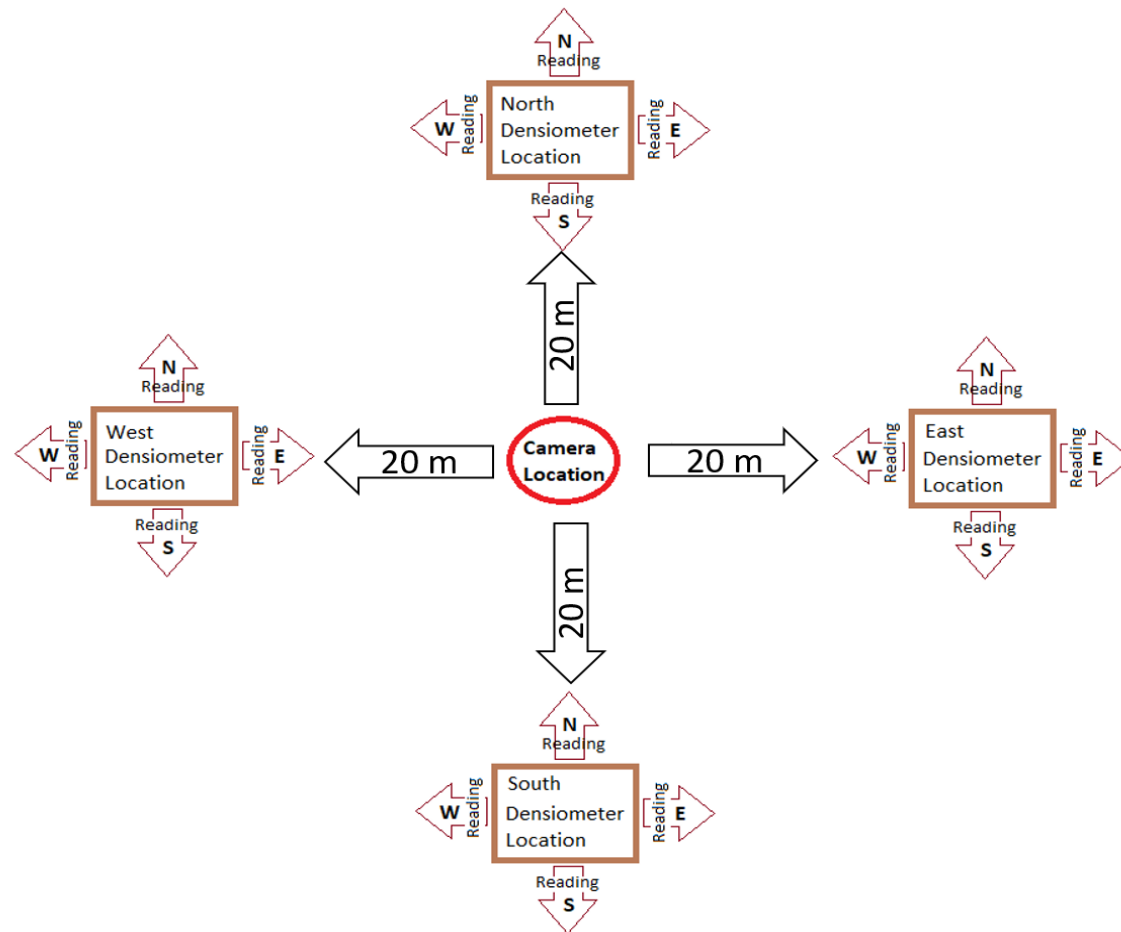 N
Reading
W
Reading
North
Densiometer
Location
Reading
E
Reading
S
20 m
N
Reading
W
Reading
West
Densiometer
Location
Reading
E
Reading
S
20 m
Camera
Location
20 m
N
Reading
W
Reading
East
Densiometer
Location
Reading
E
Reading
S
20 m
N
Reading
W
Reading
South
Densiometer
Location
Reading
E
Reading
S